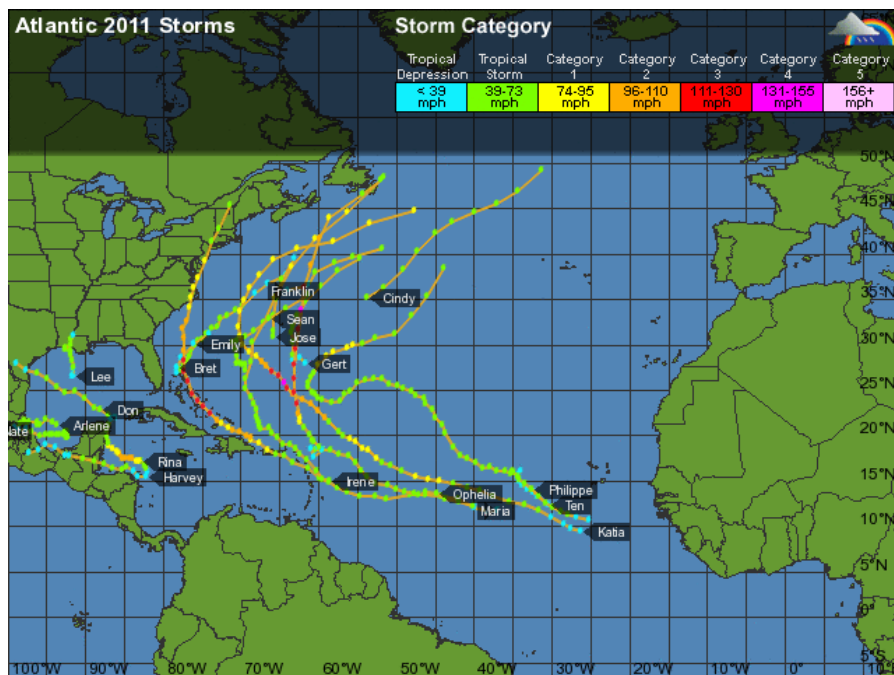 Atlantic 2011 Storms
Storm Category
Tropical Depression
Tropical Storm
Category 1
Category 2
Category 3
Category 4
Category 5
< 39 mph
39-73 mph
74-95 mph
96-110 mph
111-130 mph
131-155 mph
156+ mph
50°N
45°N
40°N
Franklin
Cindy
35°N
Sean
Emily
Jose
30°N
Lee
Bret
Gert
25°N
Don
Arlene
20°N
Rina
Harvey
Irene
Ophelia
Philippe
15°N
Maria
Ten
10°N
Katia
5°N
0°
5°S
100°W 90°W 80°W 70°W 60°W 50°W 40°W 30°W 20°W 10°W 0° 10°E